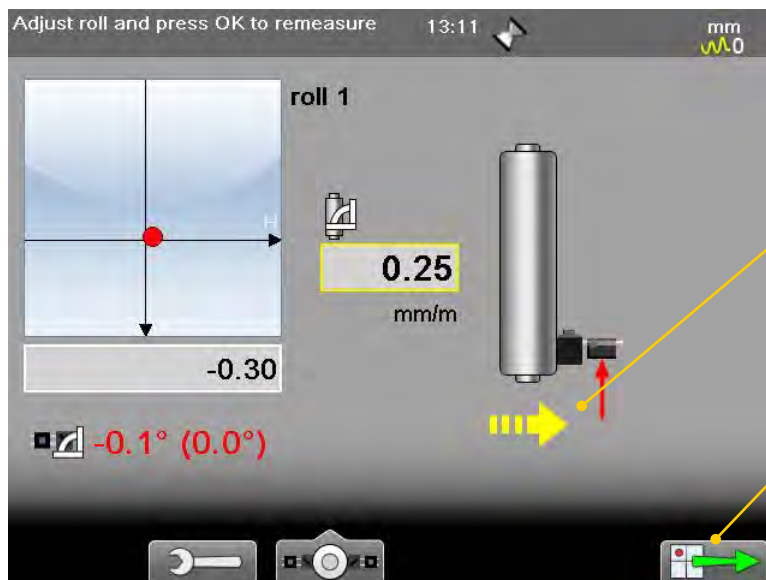 Adjust roll and press OK to remeasure
13:11
mm
0
roll 1
H
0.25
mm/m
-0.30
-0.1° (0.0°)